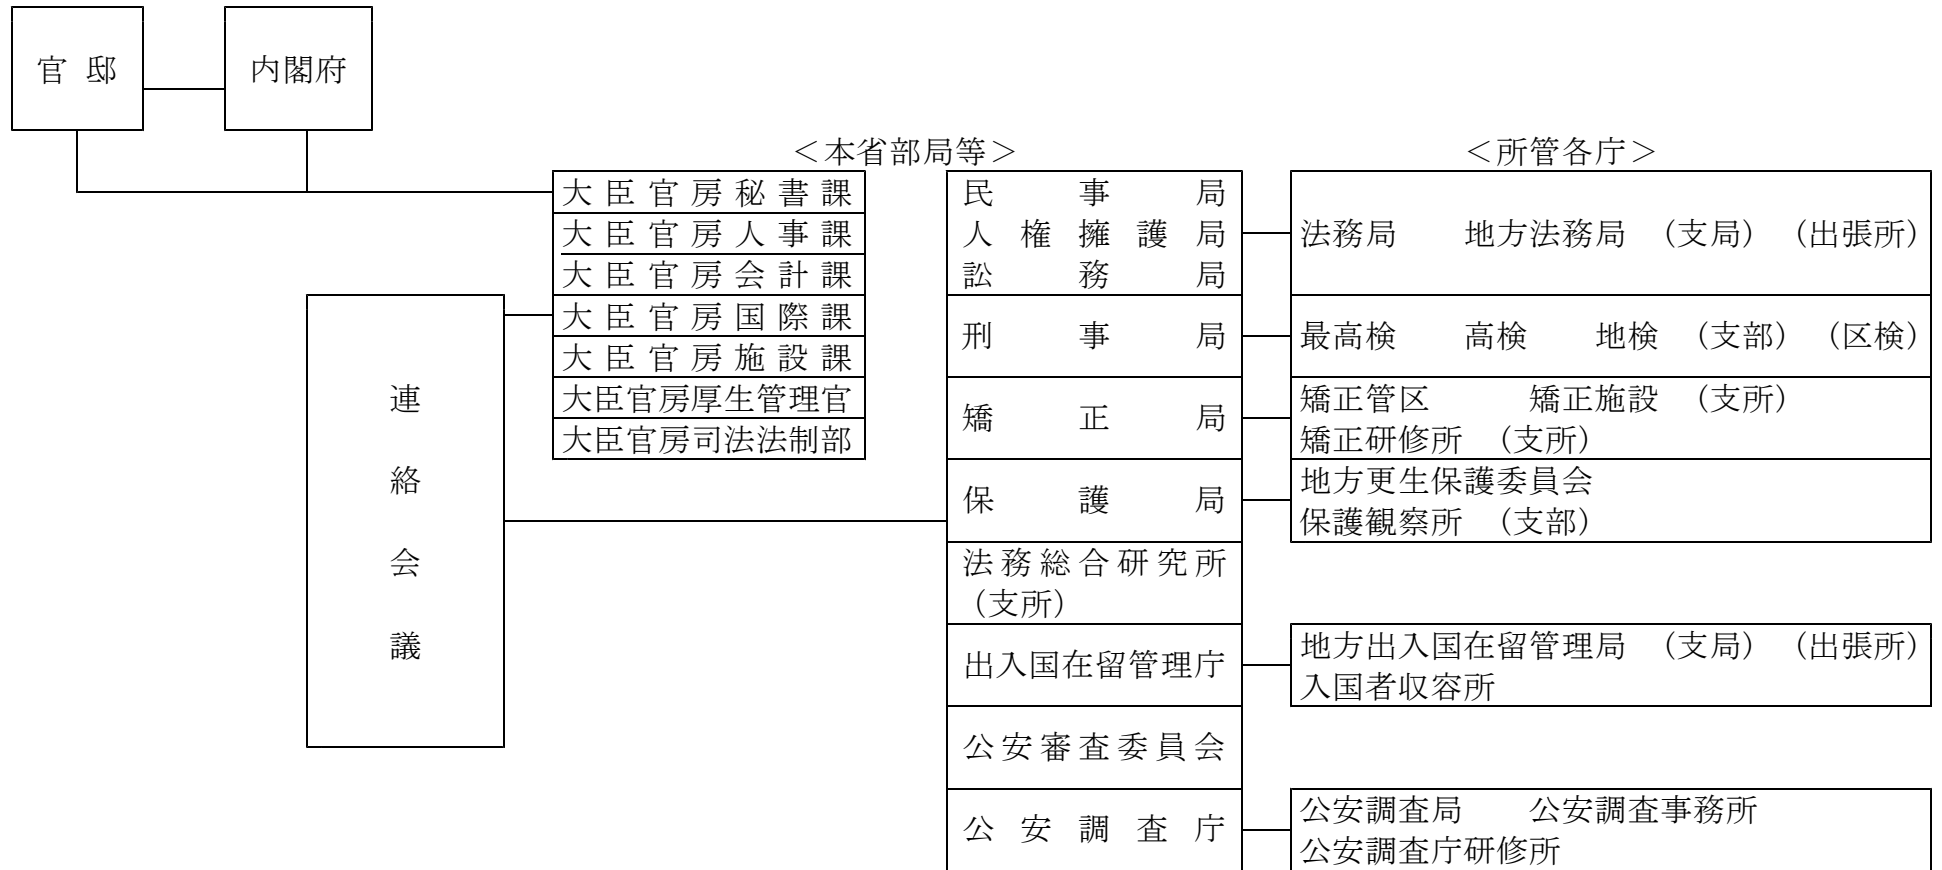 官邸
内閣府
＜本省部局等＞
＜所管各庁＞
大臣官房秘書課
大臣官房人事課
大臣官房会計課
大臣官房国際課
大臣官房施設課
大臣官房厚生管理官
大臣官房司法法制部
連絡会議
民事局
人権擁護局
訟務局
法務局　地方法務局（支局）（出張所）
刑事局
最高検　高検　地検（支部）（区検）
矯正局
矯正管区　矯正施設（支所）
矯正研修所（支所）
保護局
地方更生保護委員会
保護観察所（支部）
法務総合研究所
（支所）
出入国在留管理庁
地方出入国在留管理局（支局）（出張所）
入国者収容所
公安審査委員会
公安調査庁
公安調査局　公安調査事務所
公安調査庁研修所